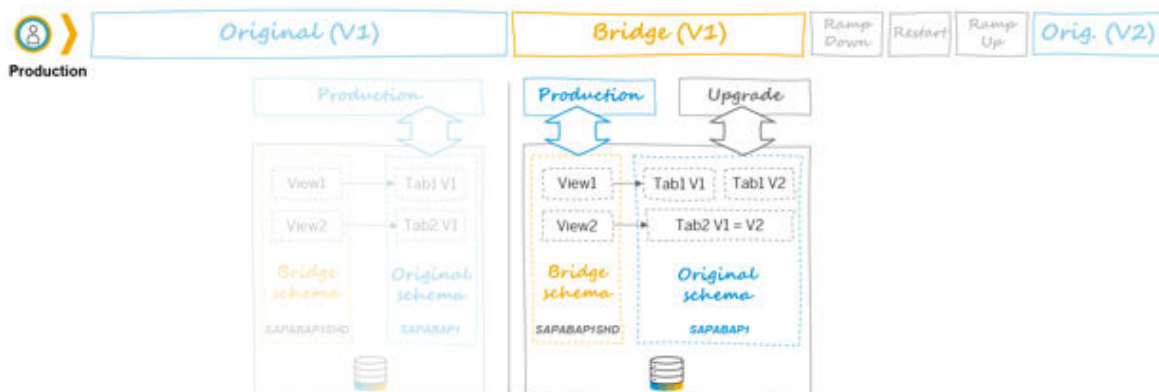 Original (V1)
Bridge (V1)
Ramp
Down
Restart
Ramp
Up
Orig. (V2)
Production
Production
Production
Upgrade
View1
Tab1 V1
View2
Tab2 V1
Bridge
schema
Original
schema
SAPABAP1SHD
SAPABAP1
View1
Tab1 V1
Tab1 V2
View2
Tab2 V1 = V2
Bridge
schema
Original
schema
SAPABAP1SHD
SAPABAP1